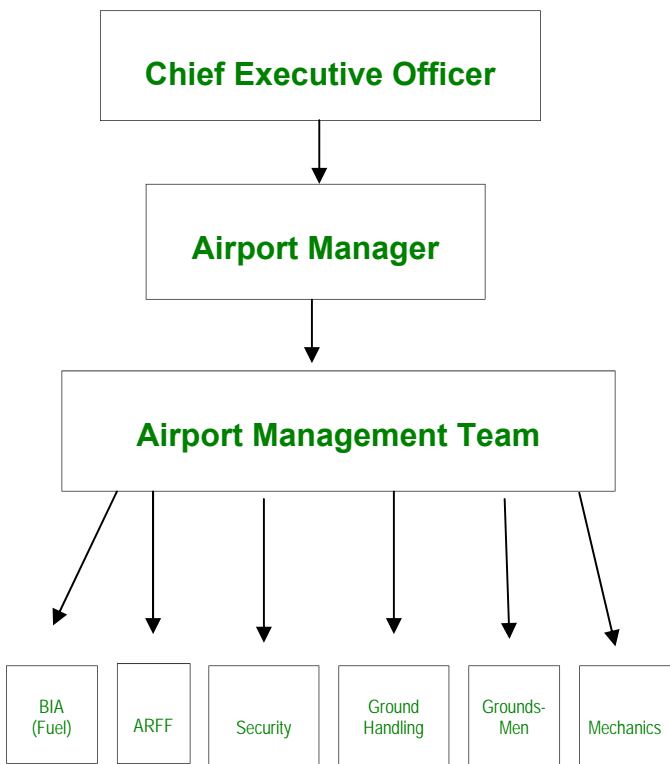 Chief Executive Officer
Airport Manager
Airport Management Team
BIA
(Fuel)
ARFF
Security
Ground
Handling
Grounds-
Men
Mechanics